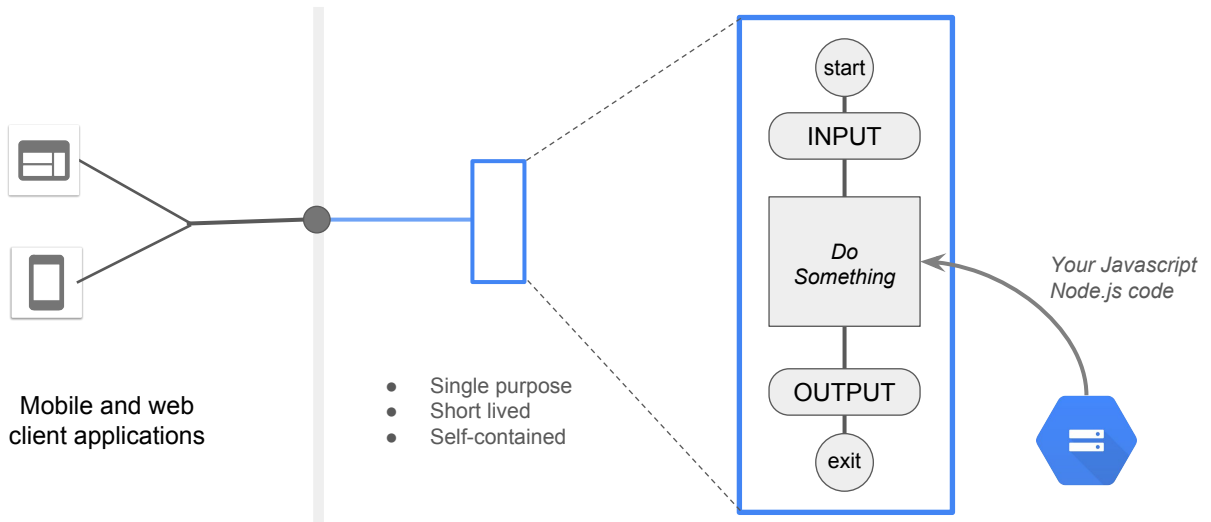 Mobile and web
client applications
● Single purpose
● Short lived
● Self-contained
start
INPUT
Do
Something
OUTPUT
exit
Your Javascript
Node.js code